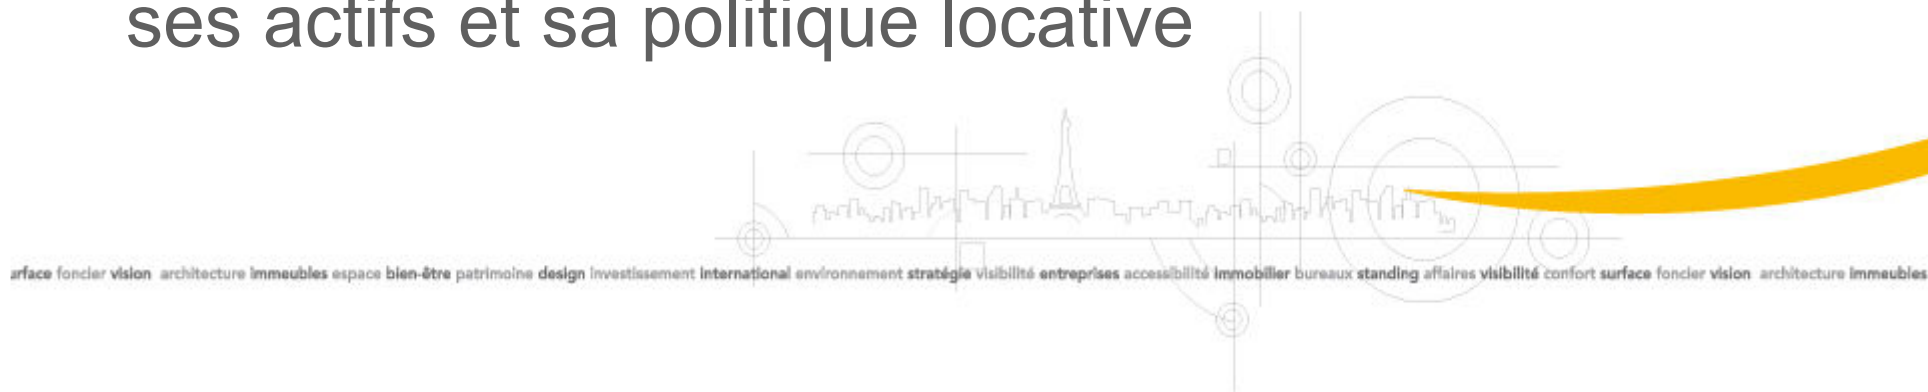 ses actifs et sa politique locative
urface foncier vision architecture immeubles espace bien-être patrimoine design investissement international environnement stratégie visibilité entreprises accessibilité immobilier bureaux standing affaires visibilité confort surface foncier vision architecture immeubles